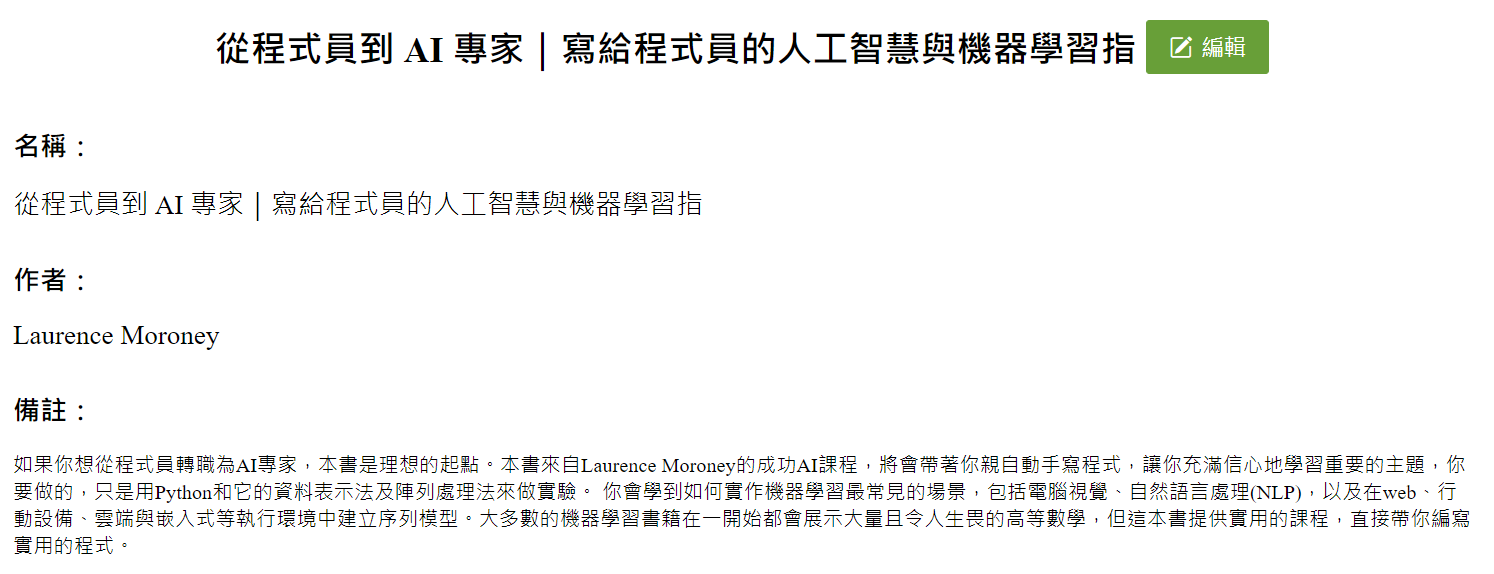 從程式員到 AI 專家｜寫給程式員的人工智慧與機器學習指 編輯
名稱：
從程式員到 AI 專家｜寫給程式員的人工智慧與機器學習指
作者：
Laurence Moroney
備註：
如果你想從程式員轉職為AI專家，本書是理想的起點。本書來自Laurence Moroney的成功AI課程，將會帶著你親自動手寫程式，讓你充滿信心地學習重要的主題，你
要做的，只是用Python和它的資料表示法及陣列處理法來做實驗。 你會學到如何實作機器學習最常見的場景，包括電腦視覺、自然語言處理(NLP)，以及在web、行
動設備、雲端與嵌入式等執行環境中建立序列模型。大多數的機器學習書籍在一開始都會展示大量且令人生畏的高等數學，但這本書提供實用的課程，直接帶你編寫
實用的程式。